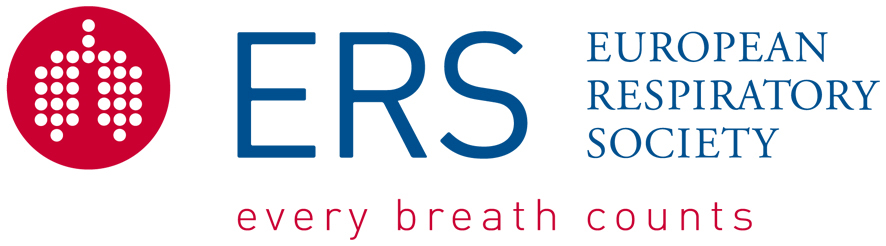 ERS
EUROPEAN
RESPIRATORY
SOCIETY
every breath counts